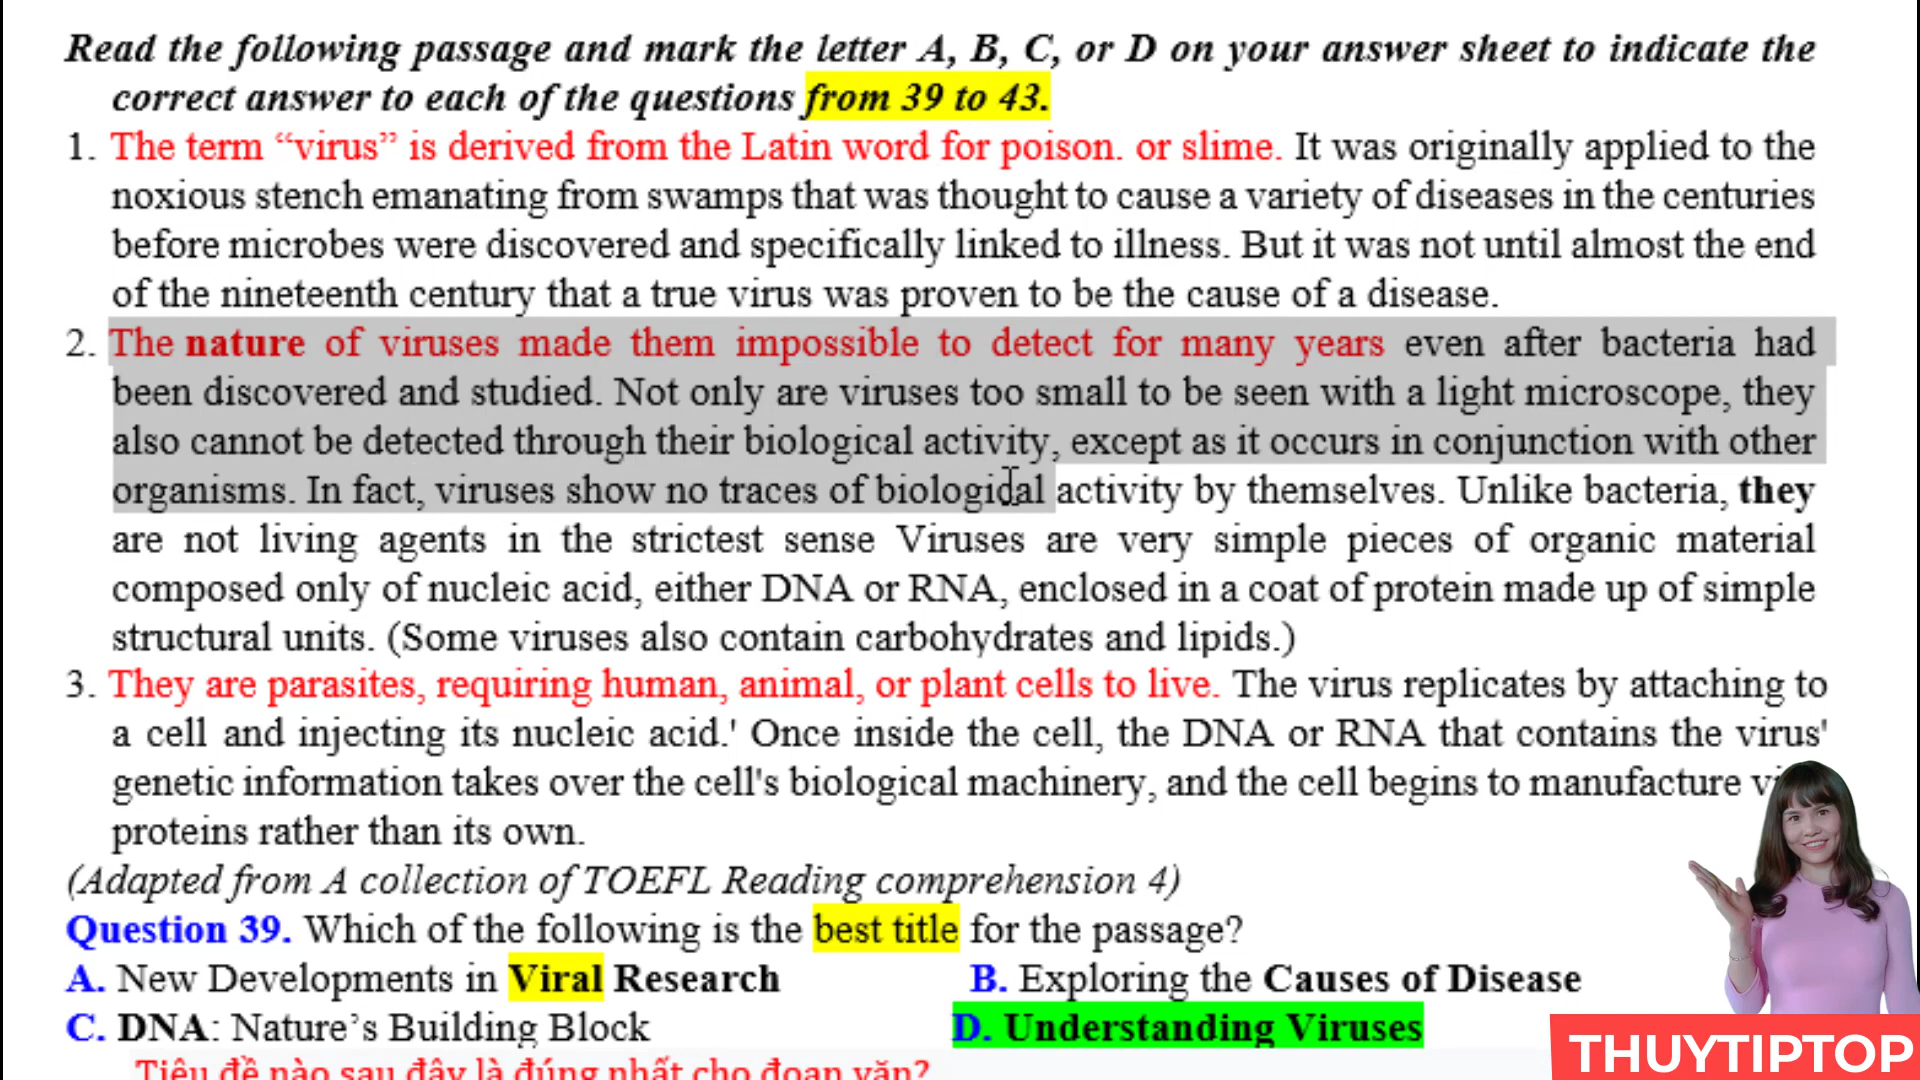 Read the following passage and mark the letter A, B, C, or D on your answer sheet to indicate the
correct answer to each of the questions from 39 to 43.
1. The term “virus” is derived from the Latin word for poison. or slime. It was originally applied to the
noxious stench emanating from swamps that was thought to cause a variety of diseases in the centuries
before microbes were discovered and specifically linked to illness. But it was not until almost the end
of the nineteenth century that a true virus was proven to be the cause of a disease.
2. The nature of viruses made them impossible to detect for many years even after bacteria had
been discovered and studied. Not only are viruses too small to be seen with a light microscope, they
also cannot be detected through their biological activity, except as it occurs in conjunction with other
organisms. In fact, viruses show no traces of biological activity by themselves. Unlike bacteria, they
are not living agents in the strictest sense Viruses are very simple pieces of organic material
composed only of nucleic acid, either DNA or RNA, enclosed in a coat of protein made up of simple
structural units. (Some viruses also contain carbohydrates and lipids.)
3. They are parasites, requiring human, animal, or plant cells to live. The virus replicates by attaching to
a cell and injecting its nucleic acid.' Once inside the cell, the DNA or RNA that contains the virus'
genetic information takes over the cell's biological machinery, and the cell begins to manufacture
proteins rather than its own.
(Adapted from A collection of TOEFL Reading comprehension 4)
Question 39. Which of the following is the best title for the passage?
A. New Developments in Viral Research B. Exploring the Causes of Disease
C. DNA: Nature’s Building Block D. Understanding Viruses
Tiêu đề nào sau đây là đúng nhất cho đoạn văn?
THUYTIPTOP